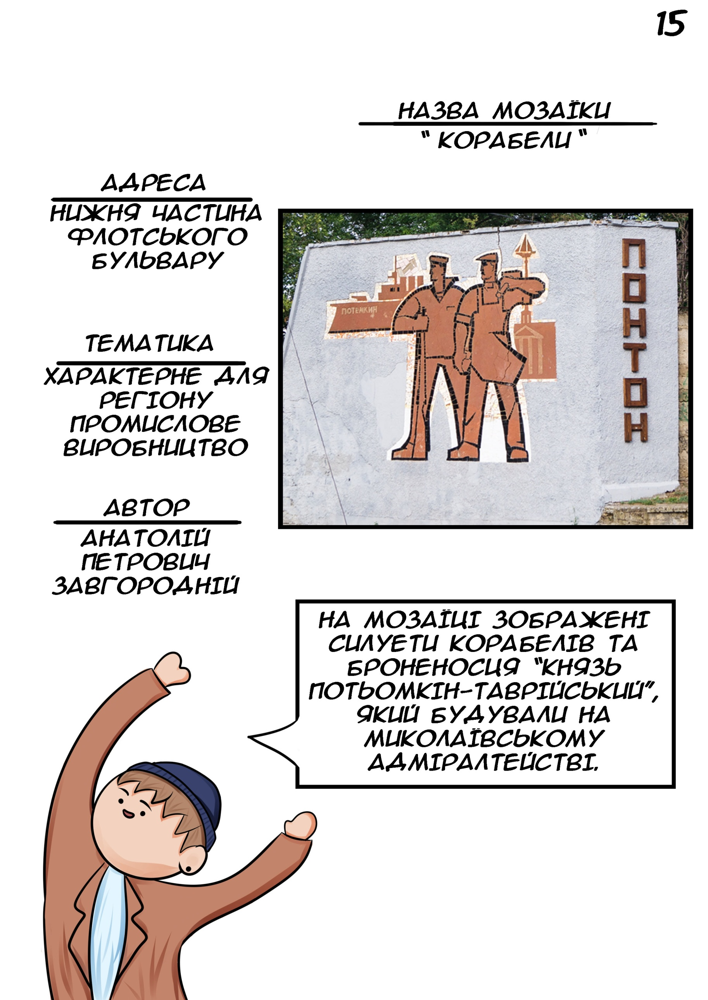 15
НАЗВА МОЗАЇКИ
" КОРАБЕЛИ "
АДРЕСА
НИЖНЯ ЧАСТИНА
ФЛОТСЬКОГО
БУЛЬВАРУ
ТЕМАТИКА
ХАРАКТЕРНЕ ДЛЯ
РЕГІОНУ
ПРОМИСЛОВЕ
ВИРОБНИЦТВО
АВТОР
АНАТОЛІЙ
ПЕТРОВИЧ
ЗАВГОРОДНІЙ
ПОТЕМКИН
ПОНТОН
НА МОЗАЇЦІ ЗОБРАЖЕНІ
СИЛУЕТИ КОРАБЕЛІВ ТА
БРОНЕНОСЦЯ "КНЯЗЬ
ПОТЬОМКІН-ТАВРІЙСЬКИЙ",
ЯКИЙ БУДУВАЛИ НА
МИКОЛАЇВСЬКОМУ
АДМІРАЛТЕЙСТВІ.